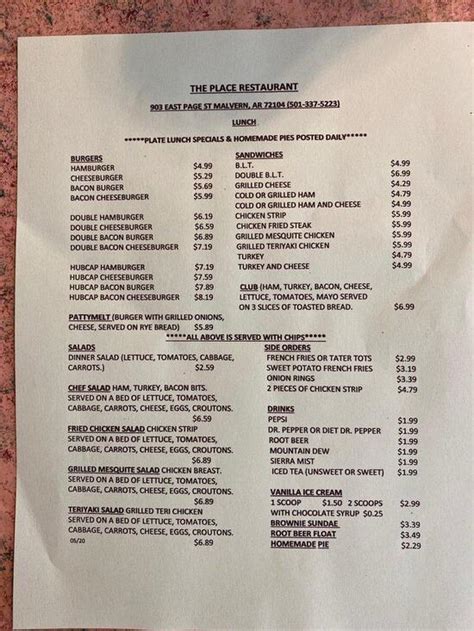 THE PLACE RESTAURANT
903 EAST PAGE ST MALVERN, AR 72104 (501-337-5223)
LUNCH
*****PLATE LUNCH SPECIALS & HOMEMADE PIES POSTED DAILY*****
BURGERS
HAMBURGER $4.99
CHEESEBURGER $5.29
BACON BURGER $5.69
BACON CHEESEBURGER $5.99
DOUBLE HAMBURGER $6.19
DOUBLE CHEESEBURGER $6.59
DOUBLE BACON BURGER $6.89
DOUBLE BACON CHEESEBURGER $7.19
HUBCAP HAMBURGER $7.19
HUBCAP CHEESEBURGER $7.59
HUBCAP BACON BURGER $7.89
HUBCAP BACON CHEESEBURGER $8.19
PATTYMELT (BURGER WITH GRILLED ONIONS,
CHEESE, SERVED ON RYE BREAD) $5.89
SANDWICHES
B.L.T. $4.99
DOUBLE B.L.T. $6.99
GRILLED CHEESE $4.29
COLD OR GRILLED HAM $4.79
COLD OR GRILLED HAM AND CHEESE $4.99
CHICKEN STRIP $5.99
CHICKEN FRIED STEAK $5.99
GRILLED MESQUITE CHICKEN $5.99
GRILLED TERIYAKI CHICKEN $5.99
TURKEY $4.79
TURKEY AND CHEESE $4.99
CLUB (HAM, TURKEY, BACON, CHEESE,
LETTUCE, TOMATOES, MAYO SERVED
ON 3 SLICES OF TOASTED BREAD. $6.99
*****ALL ABOVE IS SERVED WITH CHIPS*****
SALADS
DINNER SALAD (LETTUCE, TOMATOES, CABBAGE,
CARROTS.) $2.59
CHEF SALAD HAM, TURKEY, BACON BITS.
SERVED ON A BED OF LETTUCE, TOMATOES,
CABBAGE, CARROTS, CHEESE, EGGS, CROUTONS.
$6.59
FRIED CHICKEN SALAD CHICKEN STRIP
SERVED ON A BED OF LETTUCE, TOMATOES,
CABBAGE, CARROTS, CHEESE, EGGS, CROUTONS.
$6.89
GRILLED MESQUITE SALAD CHICKEN BREAST.
SERVED ON A BED OF LETTUCE, TOMATOES,
CABBAGE, CARROTS, CHEESE, EGGS, CROUTONS.
$6.89
TERIYAKI SALAD GRILLED TERI CHICKEN
SERVED ON A BED OF LETTUCE, TOMATOES,
CABBAGE, CARROTS, CHEESE, EGGS, CROUTONS.
05/20 $6.89
SIDE ORDERS
FRENCH FRIES OR TATER TOTS $2.99
SWEET POTATO FRENCH FRIES $3.19
ONION RINGS $3.39
2 PIECES OF CHICKEN STRIP $4.79
DRINKS
PEPSI $1.99
DR. PEPPER OR DIET DR. PEPPER $1.99
ROOT BEER $1.99
MOUNTAIN DEW $1.99
SIERRA MIST $1.99
ICED TEA (UNSWEET OR SWEET) $1.99
VANILLA ICE CREAM
1 SCOOP $1.50 2 SCOOPS $2.99
WITH CHOCOLATE SYRUP $0.25
BROWNIE SUNDAE $3.39
ROOT BEER FLOAT $3.49
HOMEMADE PIE $2.29